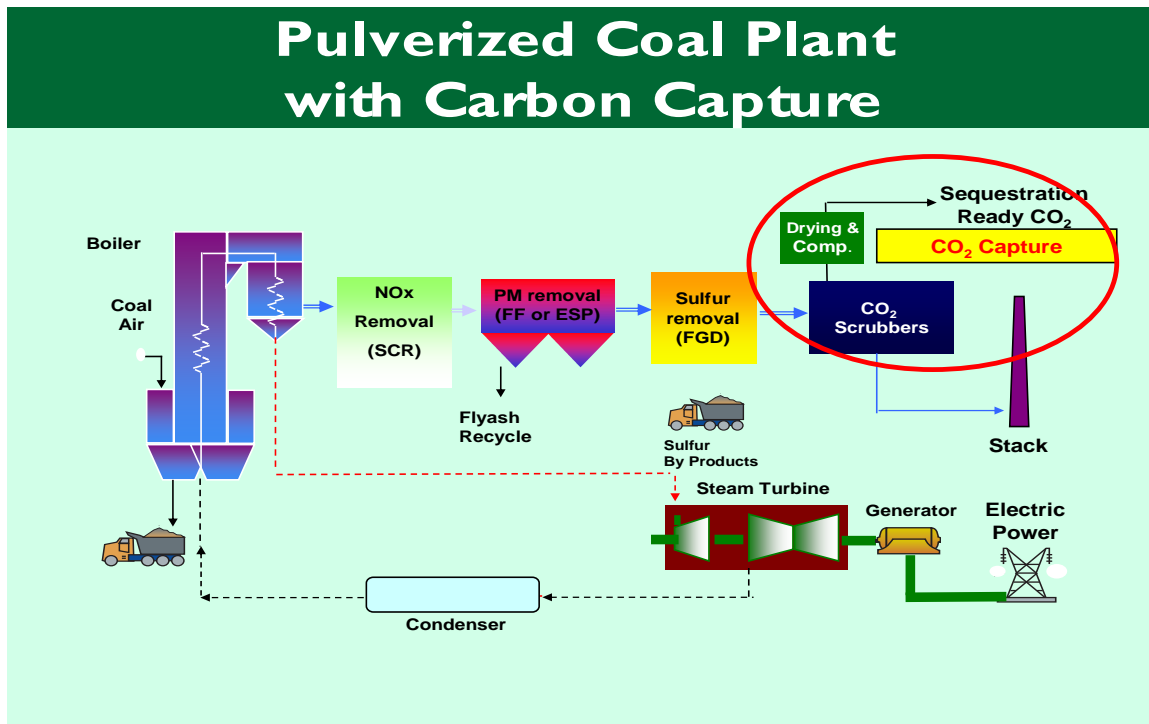 Pulverized Coal Plant
with Carbon Capture
Sequestration
Ready CO₂
Drying &
Comp.
CO₂ Capture
Boiler
Coal
Air
NOx
Removal
(SCR)
PM removal
(FF or ESP)
Sulfur
removal
(FGD)
CO₂
Scrubbers
Flyash
Recycle
Stack
Sulfur
By Products
Steam Turbine
Generator
Electric
Power
Condenser